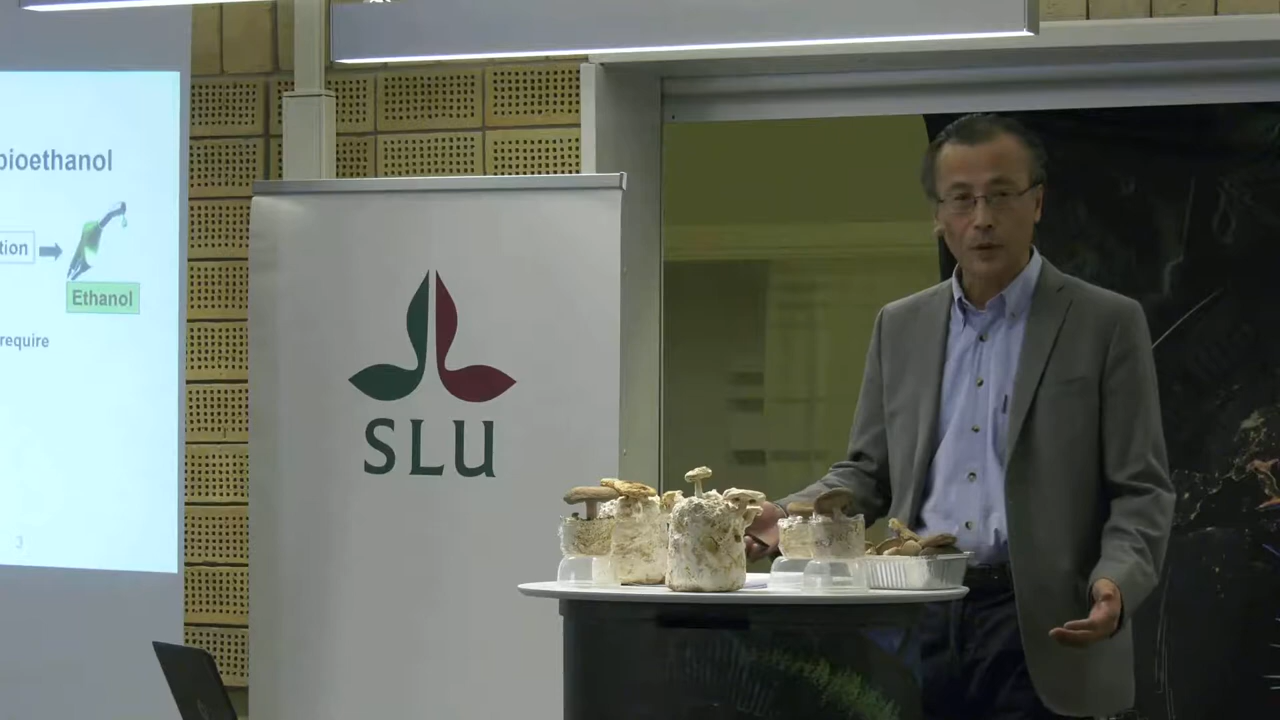 bioethanol
tion
Ethanol
require
3
SLU